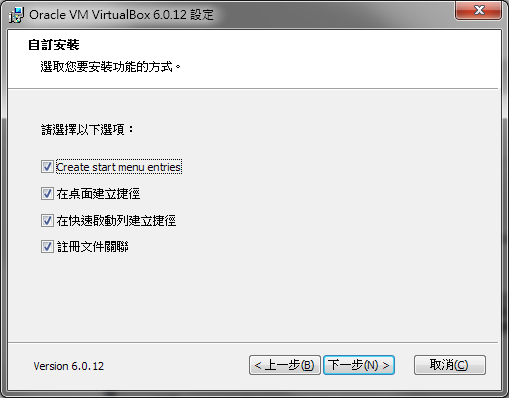 Oracle VM VirtualBox 6.0.12 設定
自訂安裝
選取您要安裝功能的方式。
請選擇以下選項：
Create start menu entries
在桌面建立捷徑
在快速啟動列建立捷徑
註冊文件關聯
Version 6.0.12
< 上一步(B)
下一步(N) >
取消(C)